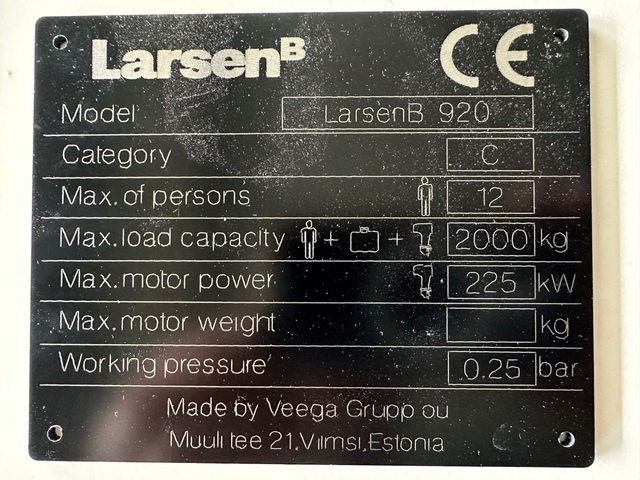 LarsenB CE
Model LarsenB 920
Category C
Max. of persons 12
Max. load capacity + + 2000 kg
Max. motor power 225 kW
Max. motor weight kg
Working pressure 0.25 bar
Made by Veega Grupp ou
Muuli tee 21, Viimsi, Estonia